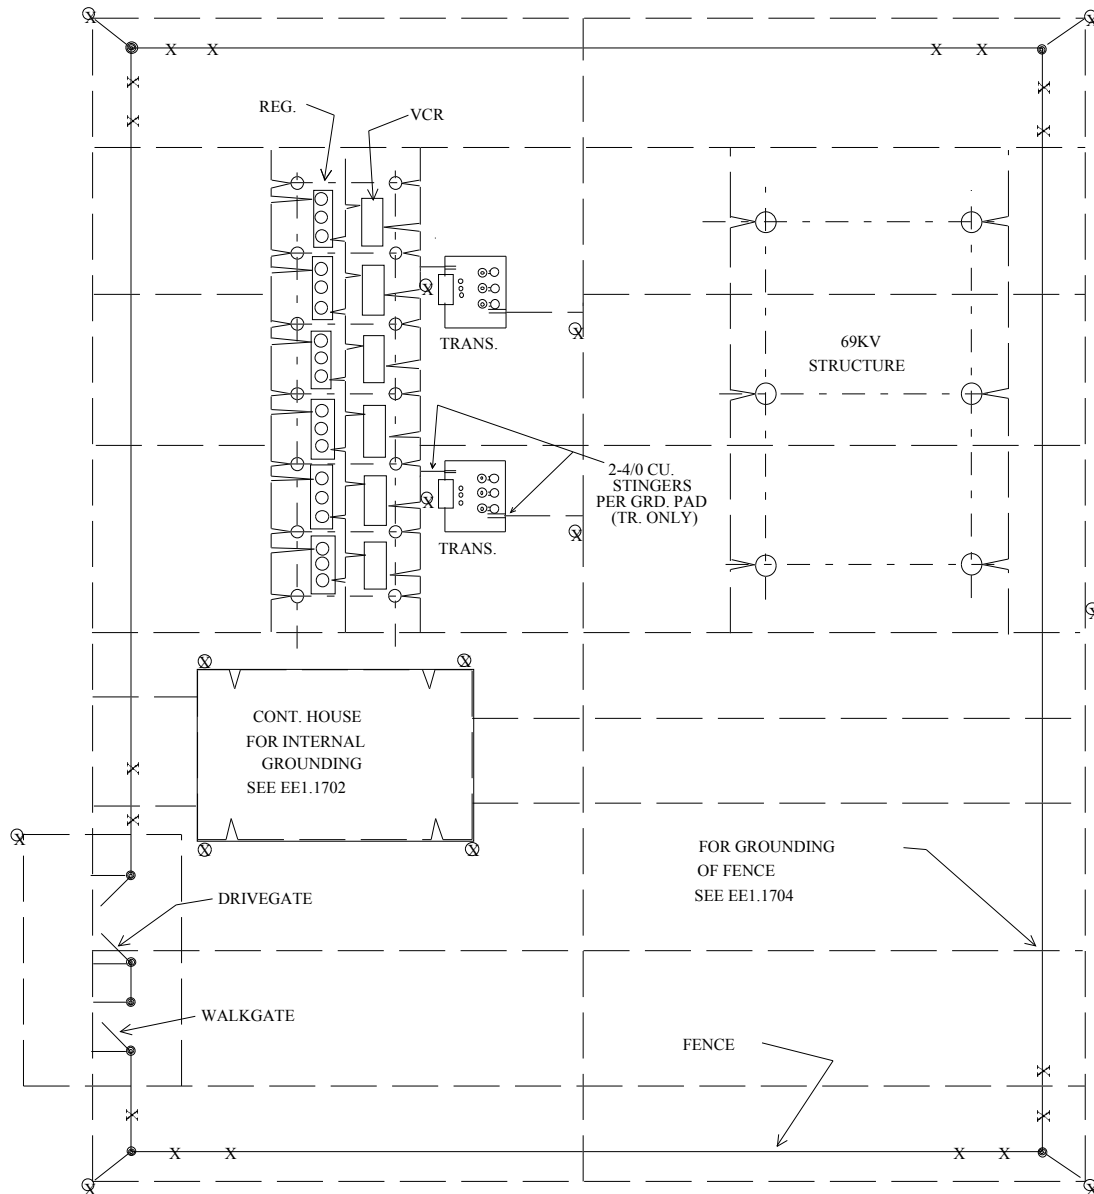 REG.
VCR
TRANS.
69KV
STRUCTURE
2-4/0 CU.
STINGERS
PER GRD. PAD
(TR. ONLY)
TRANS.
CONT. HOUSE
FOR INTERNAL
GROUNDING
SEE EE1.1702
FOR GROUNDING
OF FENCE
SEE EE1.1704
DRIVEGATE
WALKGATE
FENCE